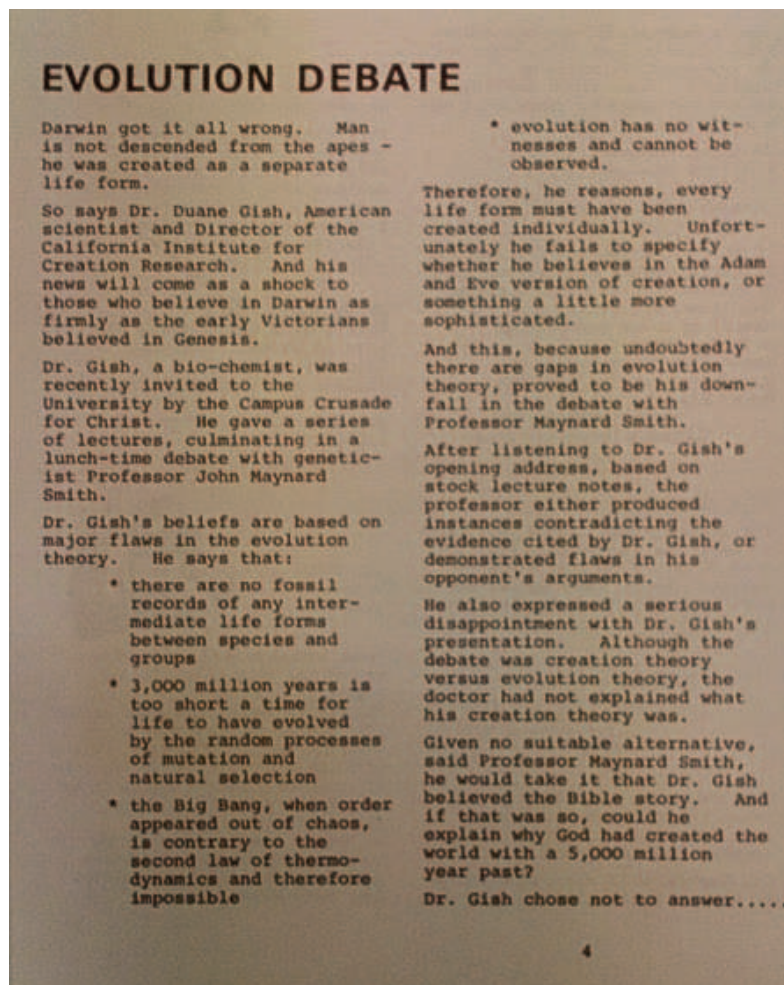 EVOLUTION DEBATE
Darwin got it all wrong. Man
is not descended from the apes -
he was created as a separate
life form.
So says Dr. Duane Gish, American
scientist and Director of the
California Institute for
Creation Research. And his
news will come as a shock to
those who believe in Darwin as
firmly as the early Victorians
believed in Genesis.
Dr. Gish, a bio-chemist, was
recently invited to the
University by the Campus Crusade
for Christ. He gave a series
of lectures, culminating in a
lunch-time debate with genetic-
ist Professor John Maynard
Smith.
Dr. Gish's beliefs are based on
major flaws in the evolution
theory. He says that:
* there are no fossil
records of any inter-
mediate life forms
between species and
groups
* 3,000 million years is
too short a time for
life to have evolved
by the random processes
of mutation and
natural selection
* the Big Bang, when order
appeared out of chaos,
is contrary to the
second law of thermo-
dynamics and therefore
impossible
* evolution has no wit-
nesses and cannot be
observed.
Therefore, he reasons, every
life form must have been
created individually. Unfort-
unately he fails to specify
whether he believes in the Adam
and Eve version of creation, or
something a little more
sophisticated.
And this, because undoubtedly
there are gaps in evolution
theory, proved to be his down-
fall in the debate with
Professor Maynard Smith.
After listening to Dr. Gish's
opening address, based on
stock lecture notes, the
professor either produced
instances contradicting the
evidence cited by Dr. Gish, or
demonstrated flaws in his
opponent's arguments.
He also expressed a serious
disappointment with Dr. Gish's
presentation. Although the
debate was creation theory
versus evolution theory, the
doctor had not explained what
his creation theory was.
Given no suitable alternative,
said Professor Maynard Smith,
he would take it that Dr. Gish
believed the Bible story. And
if that was so, could he
explain why God had created the
world with a 5,000 million
year past?
Dr. Gish chose not to answer.....
4